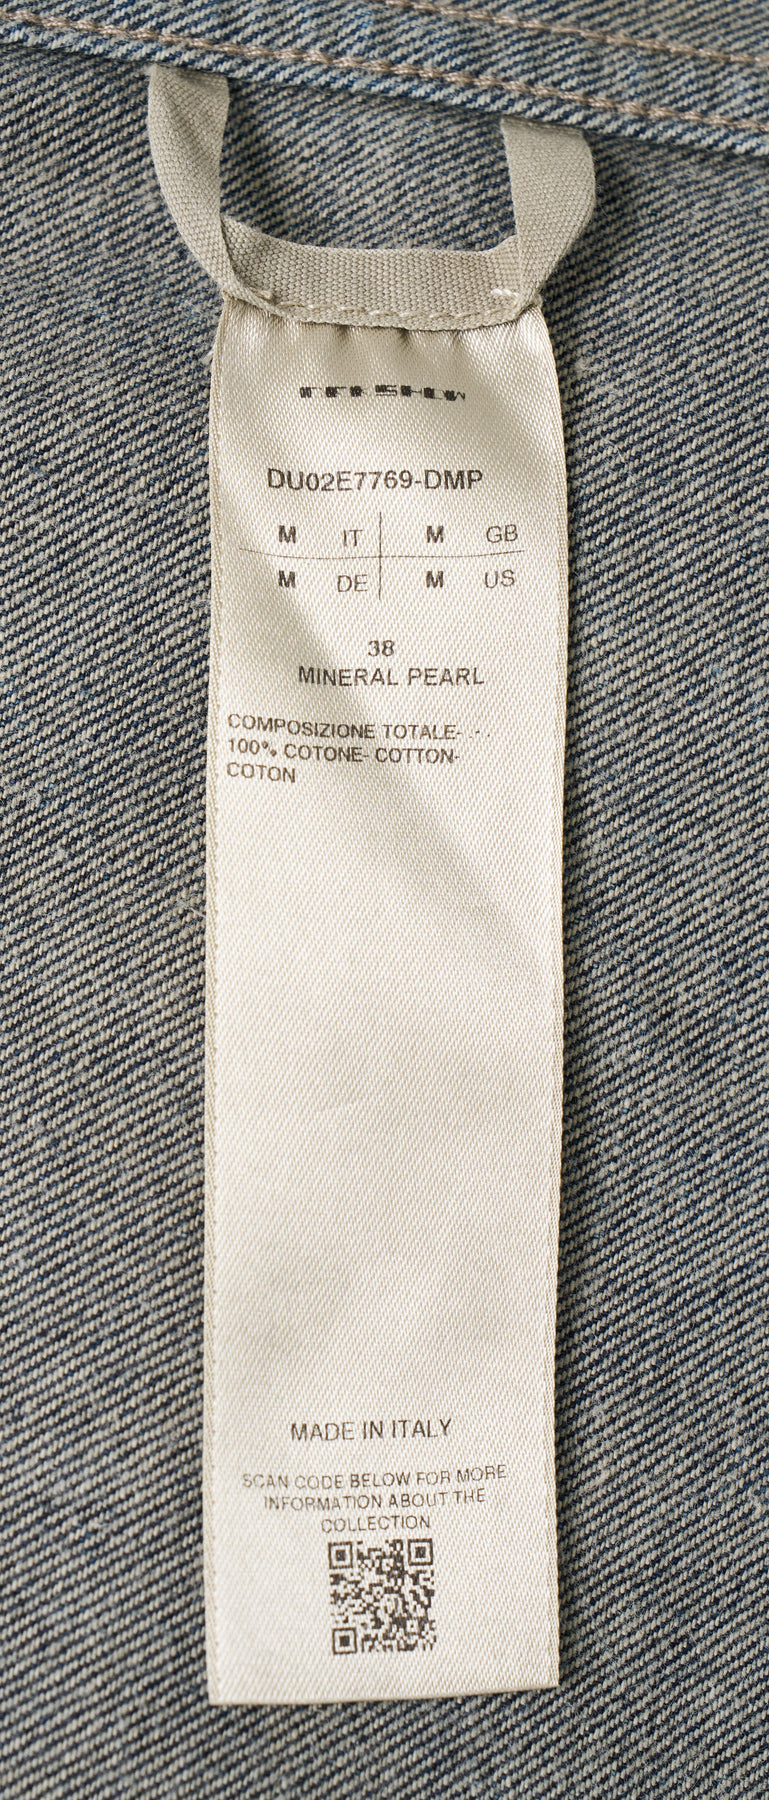 DRKSHDW
DU02E7769-DMP
M IT M GB
M DE M US
38
MINERAL PEARL
COMPOSIZIONE TOTALE- .-.
100% COTONE- COTTON-
COTON
MADE IN ITALY
SCAN CODE BELOW FOR MORE
INFORMATION ABOUT THE
COLLECTION